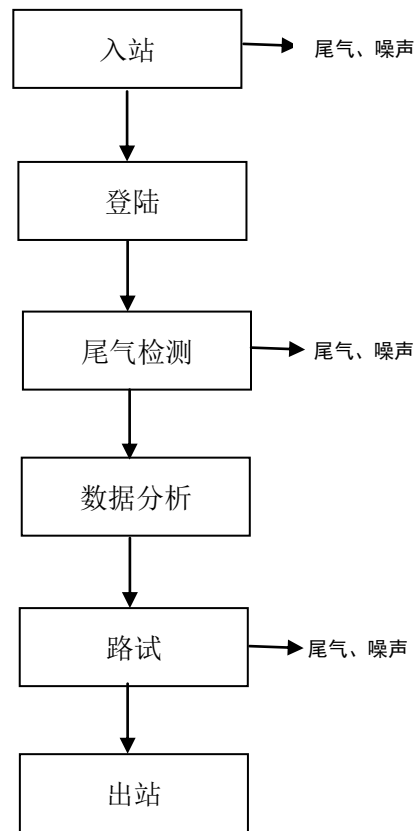 入站
尾气、噪声
登陆
尾气检测
尾气、噪声
数据分析
路试
尾气、噪声
出站